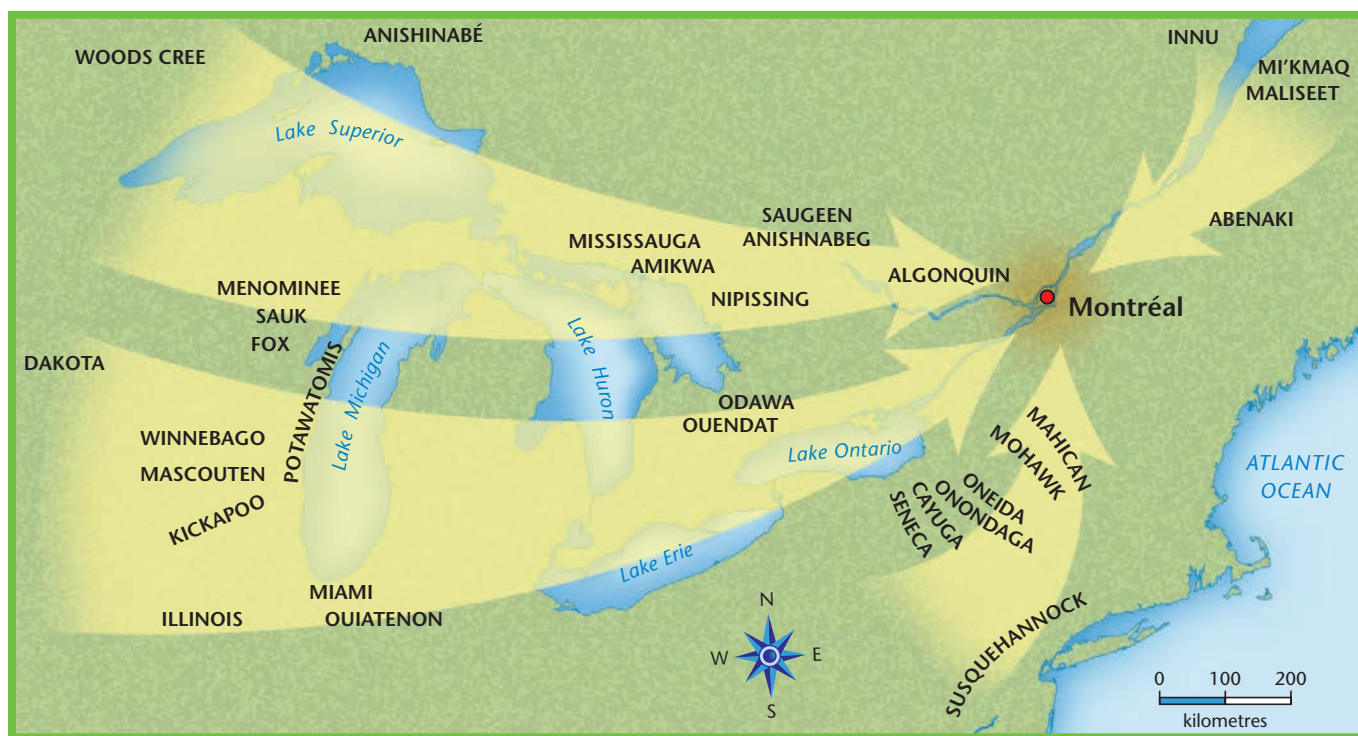 ANISHINABÉ
INNU
WOODS CREE
MI'KMAQ
MALISEET
Lake Superior
SAUGEEN
ANISHNABEG
ABENAKI
MISSISSAUGA
AMIKWA
ALGONQUIN
NIPISSING
Montréal
MENOMINEE
SAUK
FOX
DAKOTA
POTAWATOMIS
Lake Michigan
Lake Huron
ODAWA
OUENDAT
WINNEBAGO
MASCOUTEN
KICKAPOO
Lake Ontario
MAHICAN
MOHAWK
ONEIDA
ONONDAGA
CAYUGA
SENECA
ATLANTIC
OCEAN
Lake Erie
MIAMI
ILLINOIS
OUIATENON
SUSQUEHANNOCK
N
W
E
S
0 100 200
kilometres